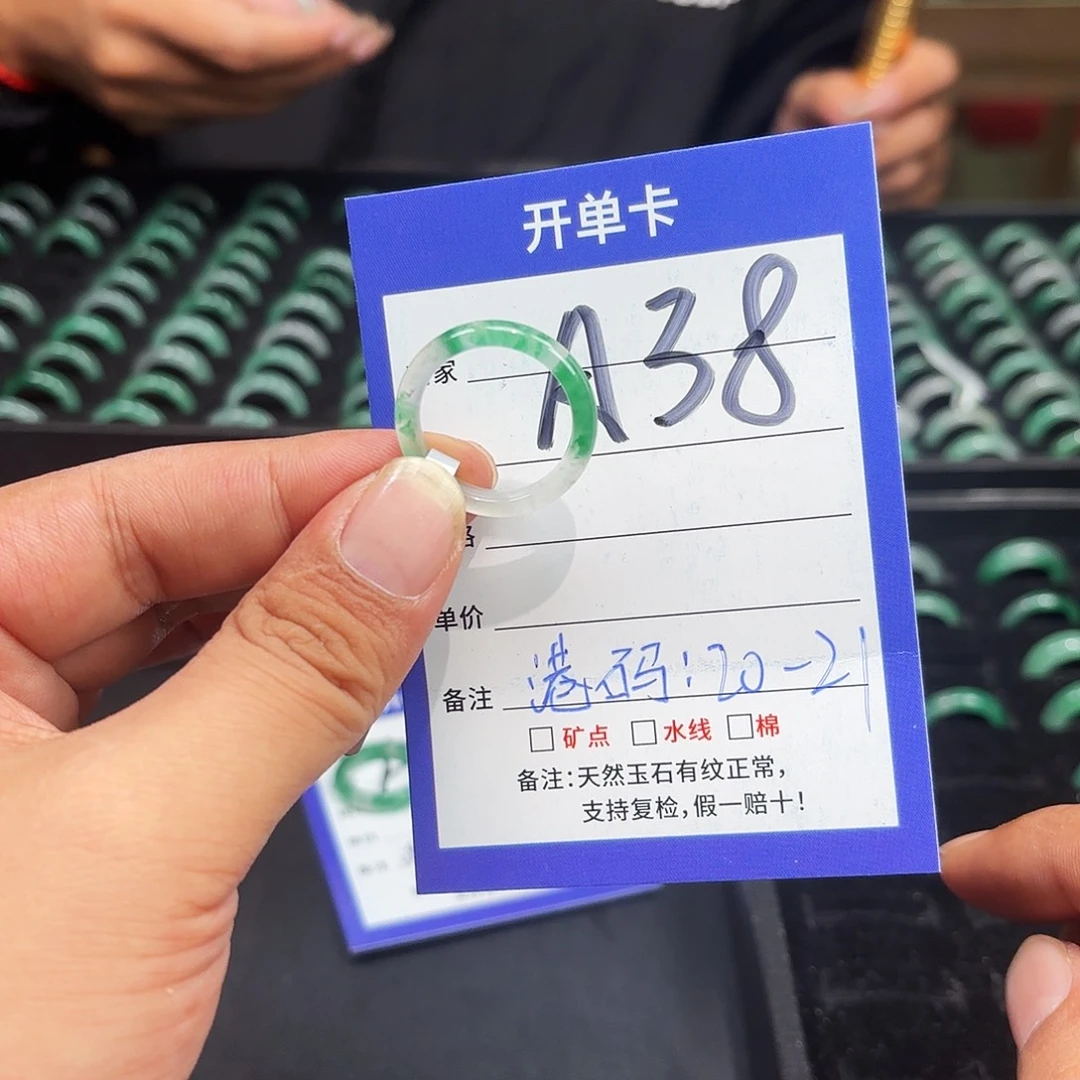 开单卡
家 A38
格
单价
备注 港码:20-21
矿点 水线 棉
备注:天然玉石有纹正常,
支持复检,假一赔十!